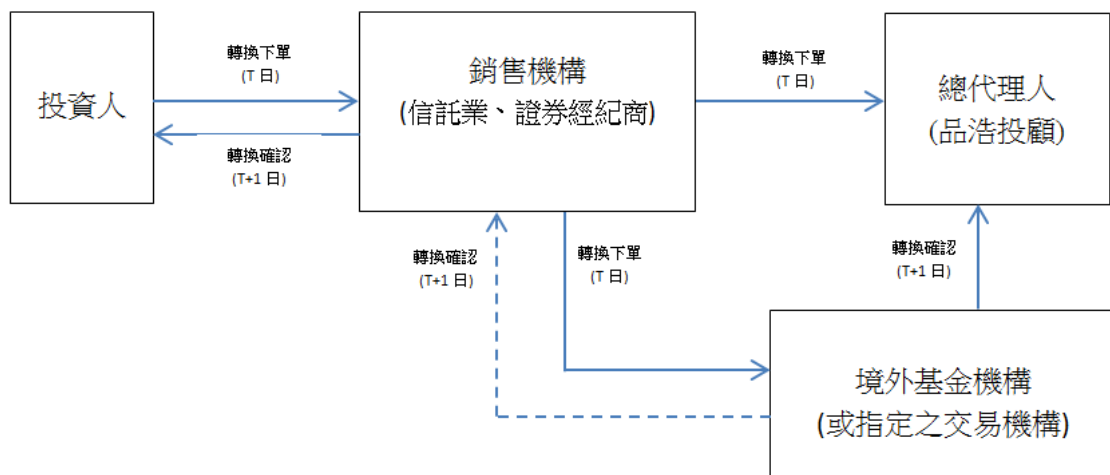 投資人
轉換下單
(T 日)
轉換確認
(T+1 日)
銷售機構
(信託業、證券經紀商)
轉換下單
(T 日)
總代理人
(品浩投顧)
轉換確認
(T+1 日)
轉換下單
(T 日)
轉換確認
(T+1 日)
境外基金機構
(或指定之交易機構)